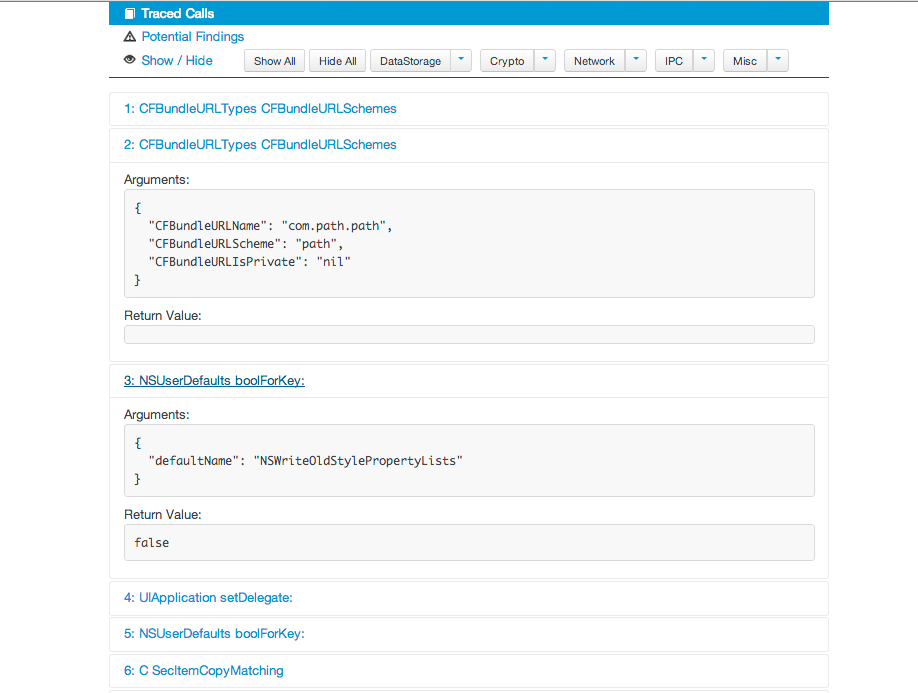 Traced Calls
Potential Findings
Show / Hide Show All Hide All DataStorage Crypto Network IPC Misc
1: CFBundleURLTypes CFBundleURLSchemes
2: CFBundleURLTypes CFBundleURLSchemes
Arguments:
{
"CFBundleURLName": "com.path.path",
"CFBundleURLScheme": "path",
"CFBundleURLIsPrivate": "nil"
}
Return Value:
3: NSUserDefaults boolForKey:
Arguments:
{
"defaultName": "NSWriteOldStylePropertyLists"
}
Return Value:
false
4: UIApplication setDelegate:
5: NSUserDefaults boolForKey:
6: C SecItemCopyMatching